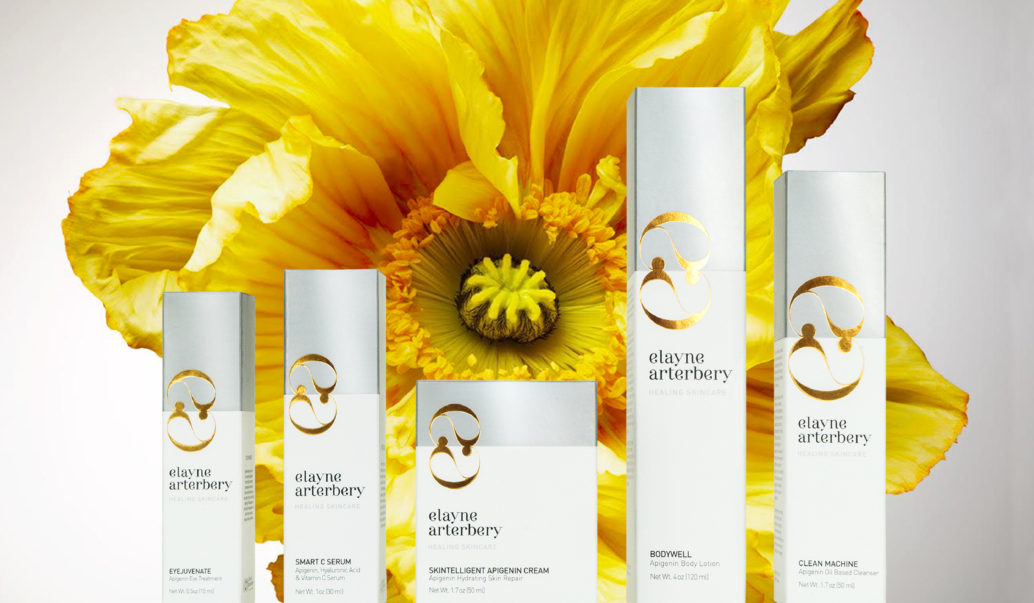 elayne
arterbery
HEALING SKINCARE
EYEJUVENATE
Apigenin Eye Treatment
Net Wt. 0.5oz (15 ml)
elayne
arterbery
HEALING SKINCARE
SMART C SERUM
Apigenin, Hyaluronic Acid
& Vitamin C Serum
Net Wt. 1oz (30 ml)
elayne
arterbery
HEALING SKINCARE
SKINTELLIGENT APIGENIN CREAM
Apigenin Hydrating Skin Repair
Net Wt. 1.7oz (50 ml)
elayne
arterbery
HEALING SKINCARE
BODYWELL
Apigenin Body Lotion
Net Wt. 4oz (120 ml)
elayne
arterbery
HEALING SKINCARE
CLEAN MACHINE
Apigenin Oil Based Cleanser
Net Wt. 1.7oz (50 ml)